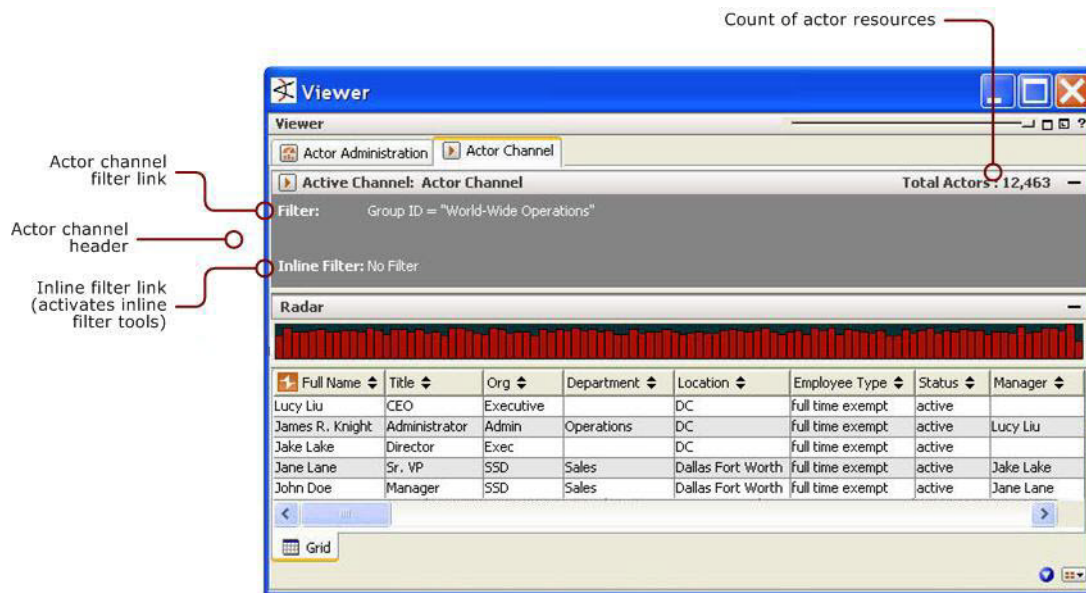 Count of actor resources
Viewer
Viewer
Actor Administration Actor Channel
Actor channel
filter link
Active Channel: Actor Channel Total Actors : 12,463
Filter: Group ID = "World-Wide Operations"
Actor channel
header
Inline Filter: No Filter
Inline filter link
(activates inline
filter tools)
Radar
Full Name Title Org Department Location Employee Type Status Manager
Lucy Liu CEO Executive DC full time exempt active
James R. Knight Administrator Admin Operations DC full time exempt active Lucy Liu
Jake Lake Director Exec DC full time exempt active
Jane Lane Sr. VP SSD Sales Dallas Fort Worth full time exempt active Jake Lake
John Doe Manager SSD Sales Dallas Fort Worth full time exempt active Jane Lane
Grid